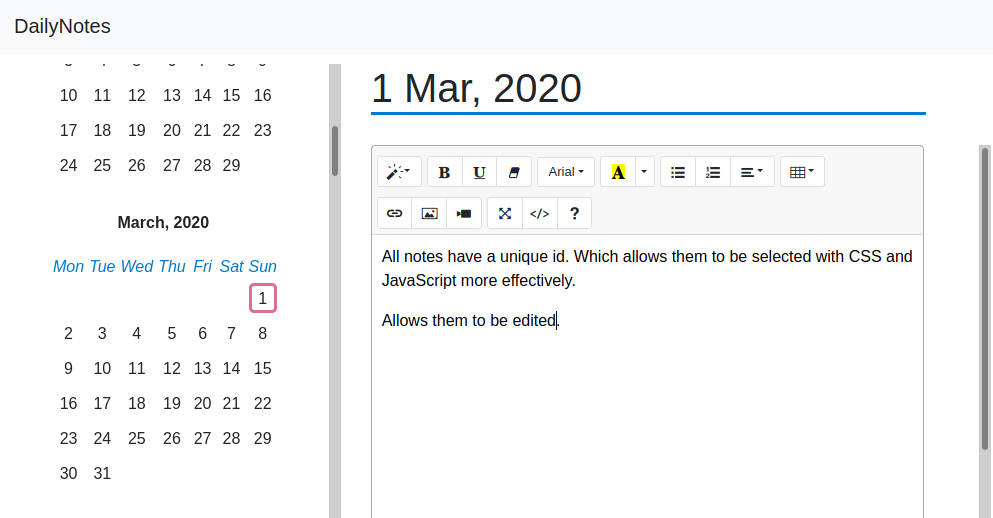 DailyNotes
10 11 12 13 14 15 16
17 18 19 20 21 22 23
24 25 26 27 28 29
March, 2020
Mon Tue Wed Thu Fri Sat Sun
1
2 3 4 5 6 7 8
9 10 11 12 13 14 15
16 17 18 19 20 21 22
23 24 25 26 27 28 29
30 31
1 Mar, 2020
B U Arial A
</> ?
All notes have a unique id. Which allows them to be selected with CSS and
JavaScript more effectively.
Allows them to be edited.